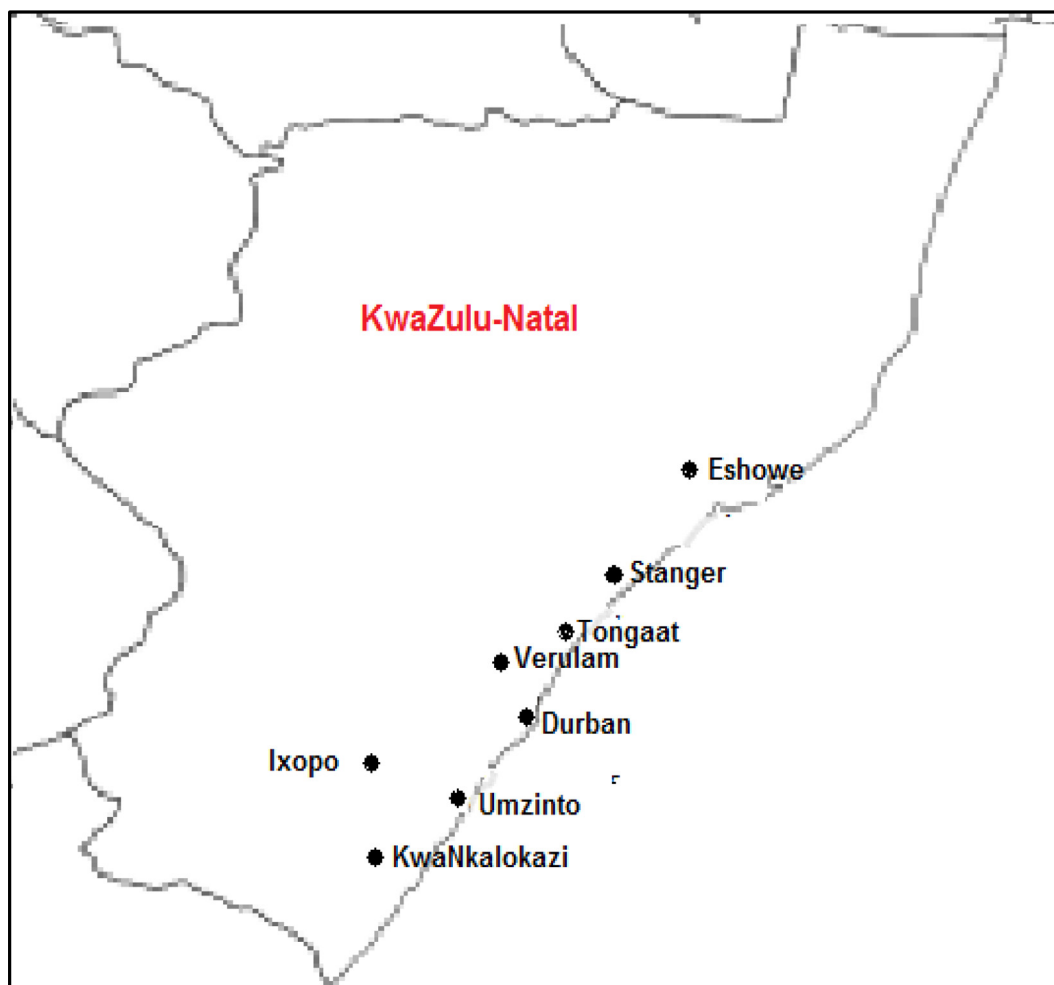 KwaZulu-Natal
Eshowe
Stanger
Tongaat
Verulam
Durban
Ixopo
Umzinto
KwaNkalokazi